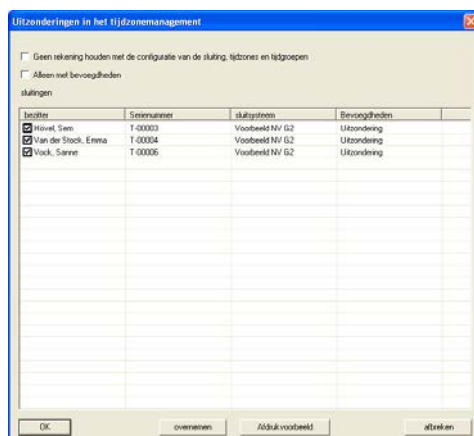 Uitzonderingen in het tijdzonemanagement
Geen rekening houden met de configuratie van de sluiting, tijdzones en tijdgroepen
Alleen met bevoegdheden
sluitingen
bezitter Serienummer sluitsysteem Bevoegdheden
Hövel, Sem T-00003 Voorbeeld NV G2 Uitzondering
Van der Stock, Emma T-00004 Voorbeeld NV G2 Uitzondering
Vock, Sanne T-00006 Voorbeeld NV G2 Uitzondering
OK overnemen Afdrukvoorbeeld afbreken